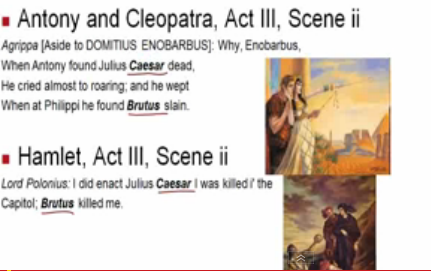 Antony and Cleopatra, Act III, Scene ii
Agrippa [Aside to DOMITIUS ENOBARBUS]: Why, Enobarbus,
When Antony found Julius Caesar dead,
He cried almost to roaring; and he wept
When at Philippi he found Brutus slain.
Hamlet, Act III, Scene ii
Lord Polonius: I did enact Julius Caesar I was killed i' the
Capitol; Brutus killed me.